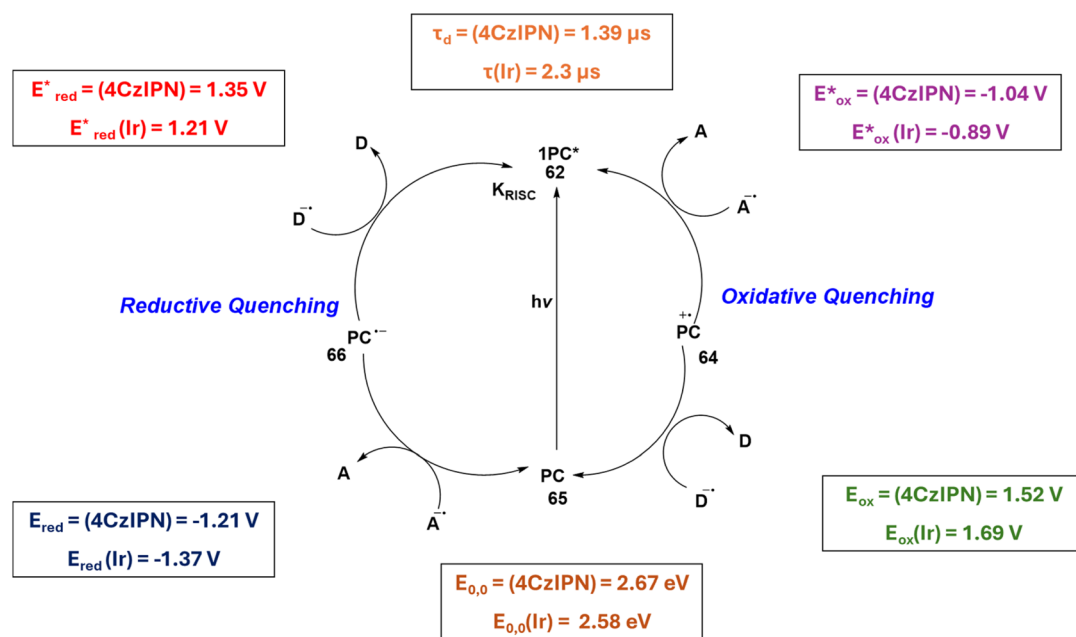 τd = (4CzIPN) = 1.39 µs
τ(Ir) = 2.3 µs
E* red = (4CzIPN) = 1.35 V
E* red (Ir) = 1.21 V
E*ox = (4CzIPN) = -1.04 V
E*ox (Ir) = -0.89 V
D
1PC*
62
A
KRISC
D−•
A−•
Reductive Quenching
hv
Oxidative Quenching
PC•−
66
+•
PC
64
A
PC
65
D
A−•
D−•
Ered = (4CzIPN) = -1.21 V
Ered (Ir) = -1.37 V
Eox = (4CzIPN) = 1.52 V
Eox(Ir) = 1.69 V
E0,0 = (4CzIPN) = 2.67 eV
E0,0(Ir) = 2.58 eV